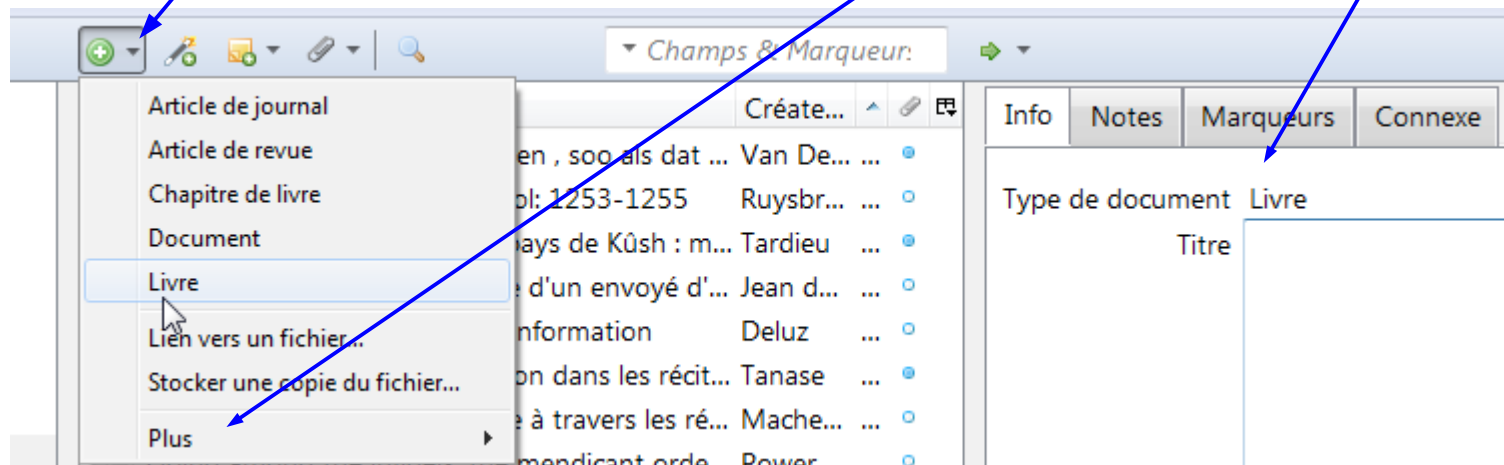 Champs & Marqueurs
Créate...
Info Notes Marqueurs Connexe
Article de journal
Article de revue
Chapitre de livre
Document
Livre
Lien vers un fichier...
Stocker une copie du fichier...
Plus
en , soo als dat ... Van De... ...
ol: 1253-1255 Ruysbr... ...
pays de Kûsh : m... Tardieu ...
e d'un envoyé d'... Jean d... ...
nformation Deluz ...
on dans les récit... Tanase ...
e à travers les ré... Mache... ...
mendicant orde Power
Type de document Livre
Titre